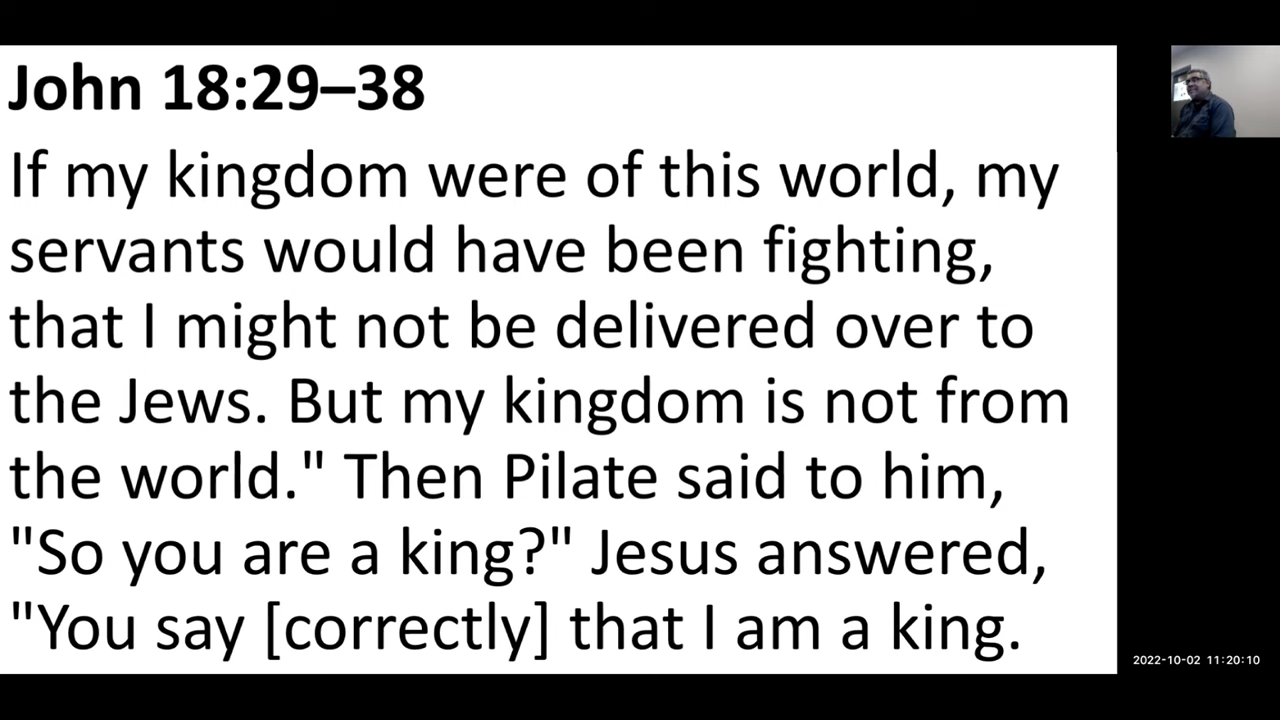 John 18:29–38
If my kingdom were of this world, my
servants would have been fighting,
that I might not be delivered over to
the Jews. But my kingdom is not from
the world." Then Pilate said to him,
"So you are a king?" Jesus answered,
"You say [correctly] that I am a king.
2022-10-02 11:20:10